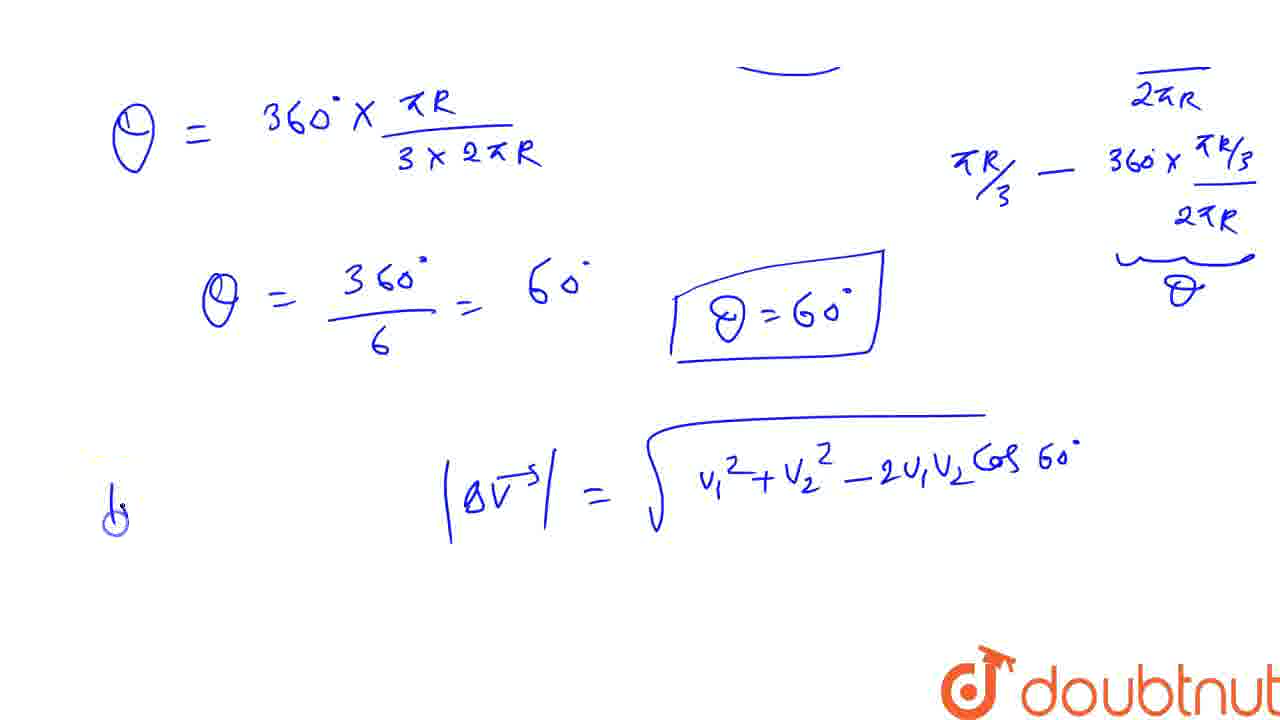 θ = 360° × πR / 3 × 2πR
2πR
πR/3 — 360° × πR/3 / 2πR
θ
θ = 360° / 6 = 60°
θ = 60°
|ΔV⃗| = √(V₁² + V₂² − 2V₁V₂ Cos 60°)
doubtnut